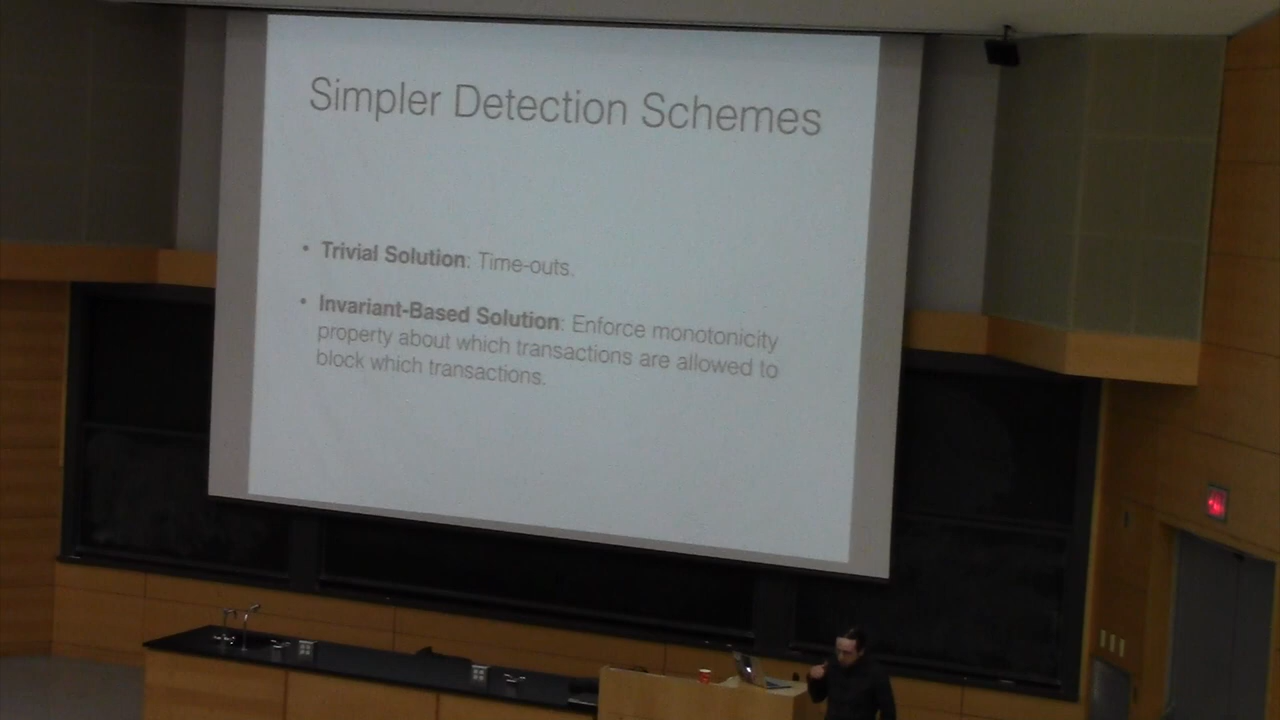 Simpler Detection Schemes
• Trivial Solution: Time-outs.
• Invariant-Based Solution: Enforce monotonicity
property about which transactions are allowed to
block which transactions.